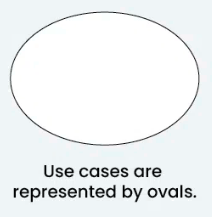 Use cases are
represented by ovals.